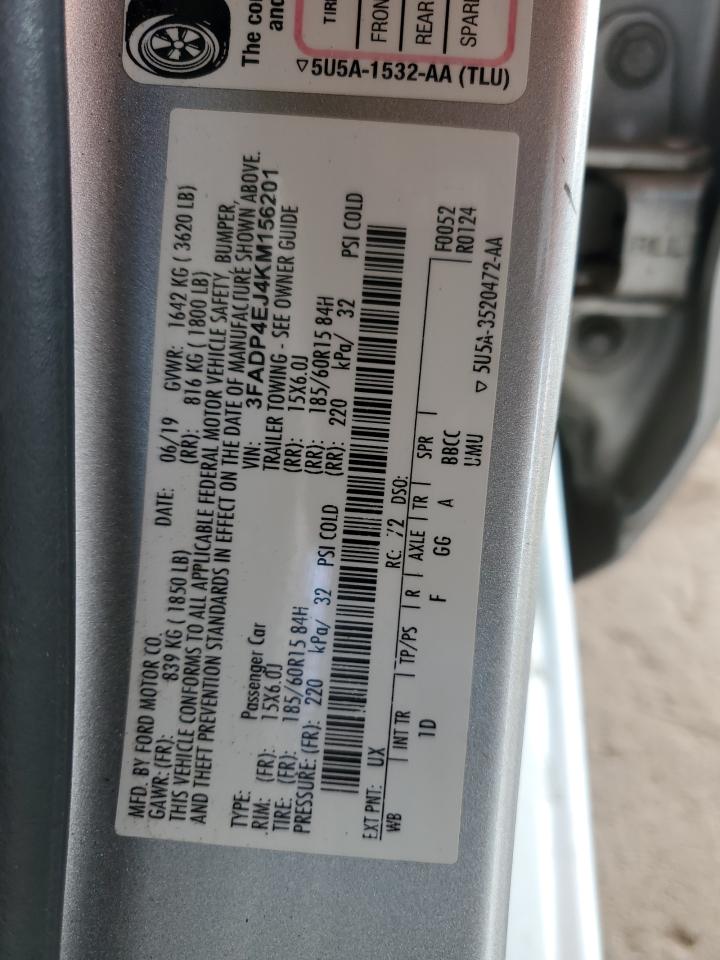 The con
and
TIRE
FRON
REAR
SPARE
▽5U5A-1532-AA (TLU)
MFD. BY FORD MOTOR CO. DATE: 06/19 GVWR: 1642 KG ( 3620 LB)
GAWR: (FR): 839 KG ( 1850 LB) (RR): 816 KG ( 1800 LB)
THIS VEHICLE CONFORMS TO ALL APPLICABLE FEDERAL MOTOR VEHICLE SAFETY, BUMPER,
AND THEFT PREVENTION STANDARDS IN EFFECT ON THE DATE OF MANUFACTURE SHOWN ABOVE.
VIN: 3FADP4EJ4KM156201
TYPE: Passenger Car TRAILER TOWING - SEE OWNER GUIDE
RIM: (FR): 15X6.0J (RR): 15X6.0J
TIRE: (FR): 185/60R15 84H (RR): 185/60R15 84H
PRESSURE: (FR): 220 kPa/ 32 PSI COLD (RR): 220 kPa/ 32 PSI COLD
EXT PNT: UX RC: 72 DSO: F0052
WB INT TR TP/PS R AXLE TR SPR R0124
1D F GG A BBCC
UMU
▽ 5U5A-3520472-AA